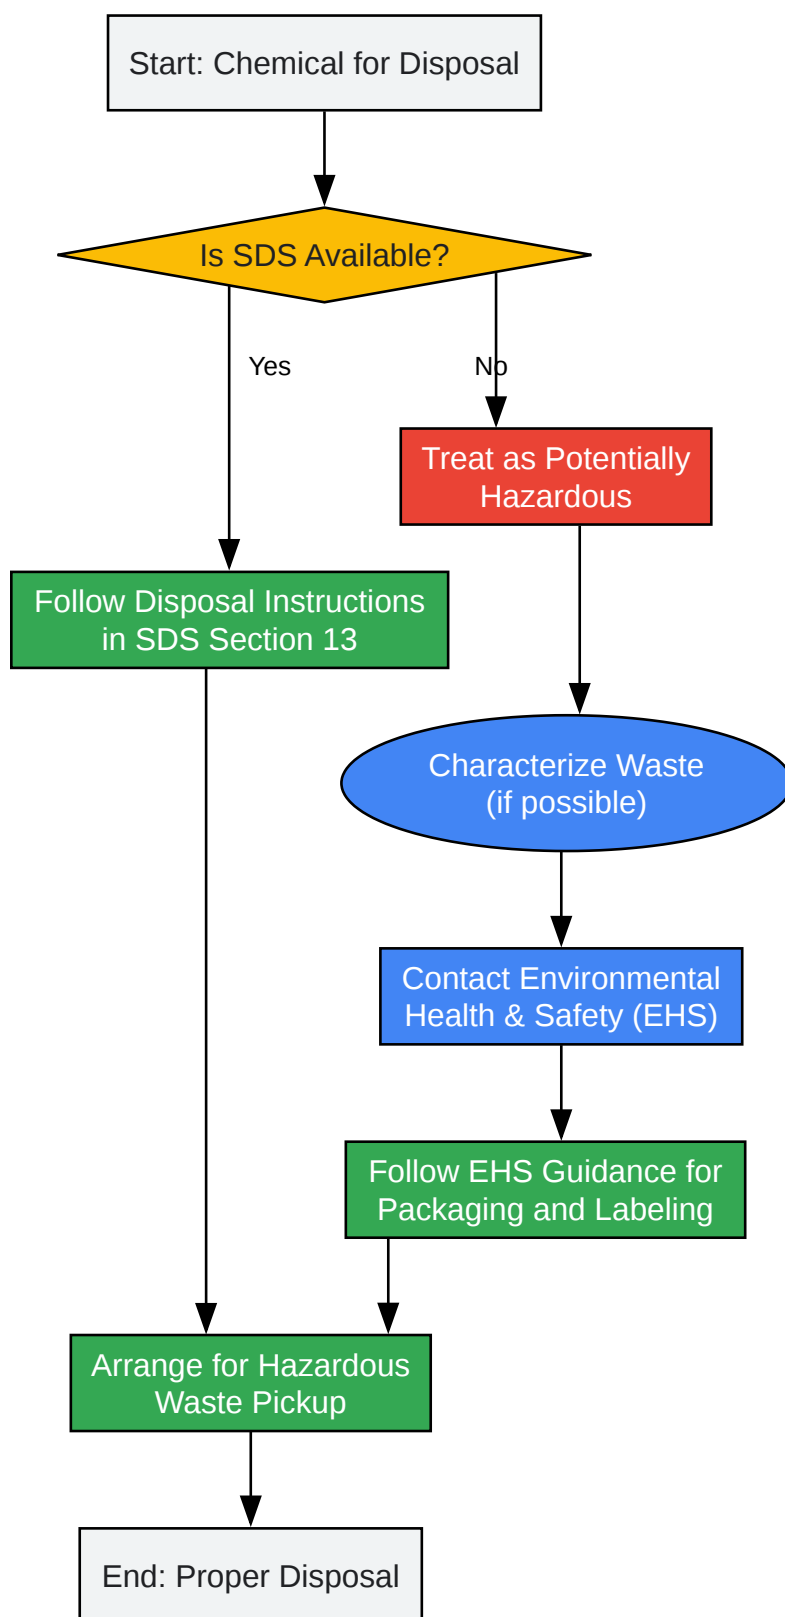 Start: Chemical for Disposal
Is SDS Available?
Yes
No
Treat as Potentially
Hazardous
Follow Disposal Instructions
in SDS Section 13
Characterize Waste
(if possible)
Contact Environmental
Health & Safety (EHS)
Follow EHS Guidance for
Packaging and Labeling
Arrange for Hazardous
Waste Pickup
End: Proper Disposal